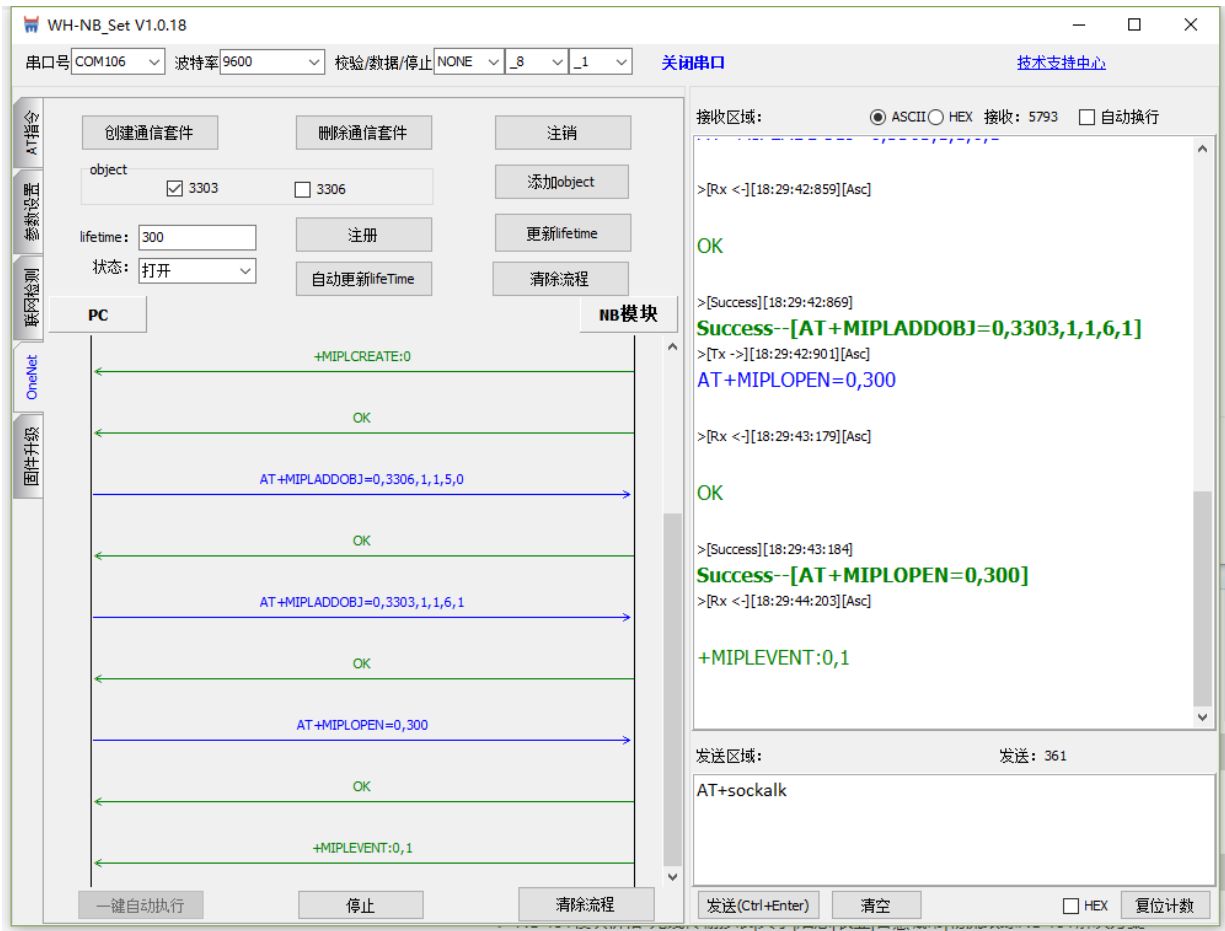 WH-NB_Set V1.0.18
串口号 COM106 波特率 9600 校验/数据/停止 NONE _8 _1 关闭串口 技术支持中心
AT指令
参数设置
联网检测
OneNet
固件升级
创建通信套件 删除通信套件 注销
object
3303 3306 添加object
lifetime: 300 注册 更新lifetime
状态: 打开 自动更新lifeTime 清除流程
PC NB模块
+MIPLCREATE:0
OK
AT+MIPLADDOBJ=0,3306,1,1,5,0
OK
AT+MIPLADDOBJ=0,3303,1,1,6,1
OK
AT+MIPLOPEN=0,300
OK
+MIPLEVENT:0,1
一键自动执行 停止 清除流程
接收区域: ASCII HEX 接收: 5793 自动换行
>[Rx <-][18:29:42:859][Asc]
OK
>[Success][18:29:42:869]
Success--[AT+MIPLADDOBJ=0,3303,1,1,6,1]
>[Tx ->][18:29:42:901][Asc]
AT+MIPLOPEN=0,300
>[Rx <-][18:29:43:179][Asc]
OK
>[Success][18:29:43:184]
Success--[AT+MIPLOPEN=0,300]
>[Rx <-][18:29:44:203][Asc]
+MIPLEVENT:0,1
发送区域: 发送: 361
AT+sockalk
发送(Ctrl+Enter) 清空 HEX 复位计数